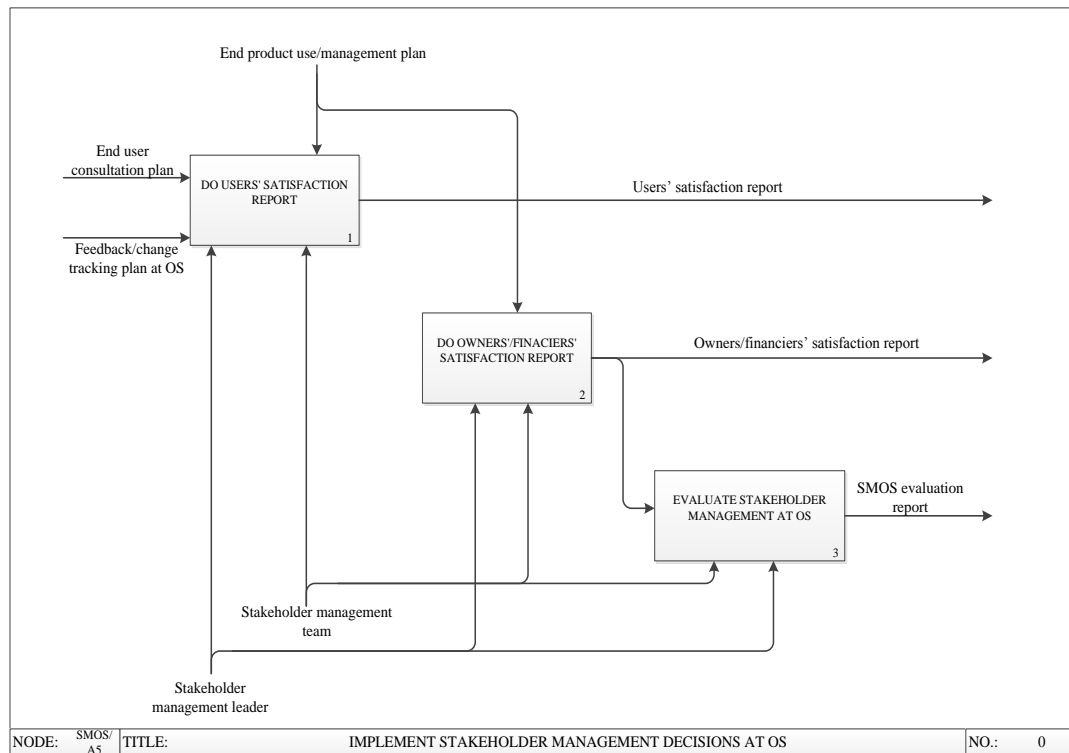 End product use/management plan
End user
consultation plan
DO USERS' SATISFACTION
REPORT
1
Users’ satisfaction report
Feedback/change
tracking plan at OS
DO OWNERS'/FINACIERS'
SATISFACTION REPORT
2
Owners/financiers’ satisfaction report
EVALUATE STAKEHOLDER
MANAGEMENT AT OS
3
SMOS evaluation
report
Stakeholder management
team
Stakeholder
management leader
NODE:
SMOS/
A5
TITLE:
IMPLEMENT STAKEHOLDER MANAGEMENT DECISIONS AT OS
NO.:
0